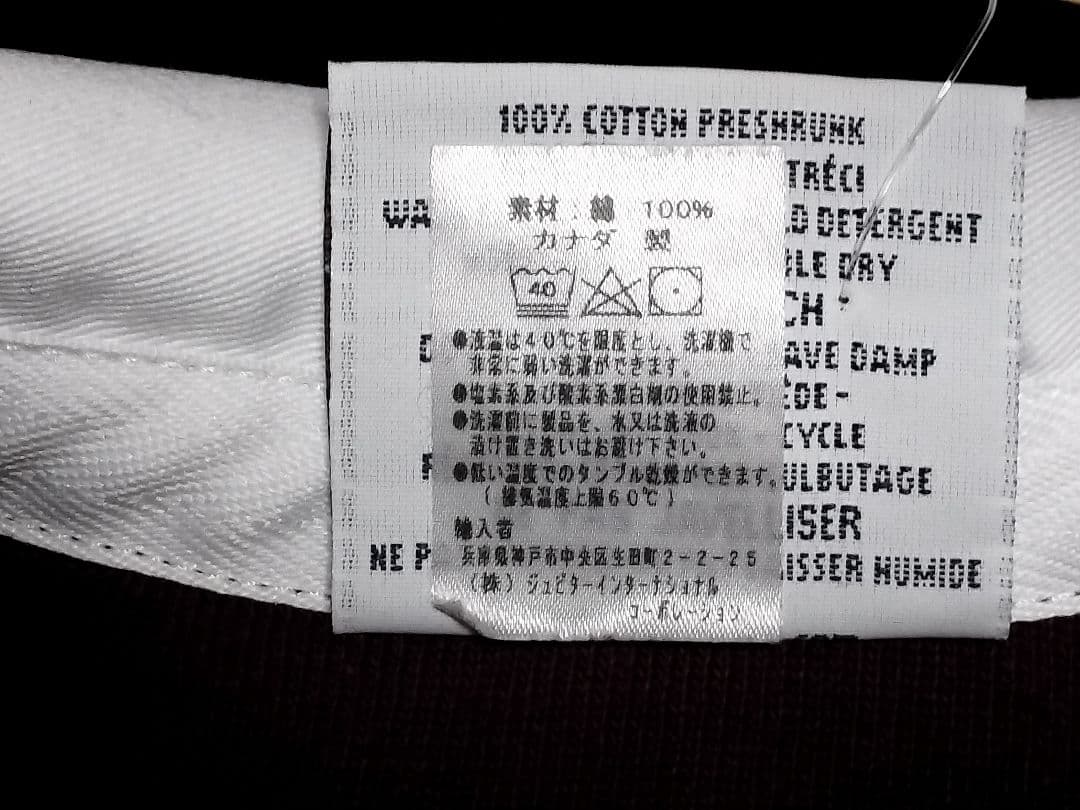 100% COTTON PRESHRUNK
TRÉCI
DETERGENT
DRY
AVE DAMP
ÈDE-
CYCLE
ULBUTAGE
ISER
NE P
ISSER HUMIDE
素材：綿 100%
カナダ 製
40
●液温は40℃を限度とし、洗濯機で
非常に弱い洗濯ができます。
●塩素系及び酸素系漂白剤の使用禁止。
●洗濯前に製品を、水又は洗液の
漬け置き洗いはお避け下さい。
●低い温度でのタンブル乾燥ができます。
(排気温度上限60℃)
輸入者
兵庫県神戸市中央区生田町2-2-25
(株) ジュピターインターナショナル
コーポレーション